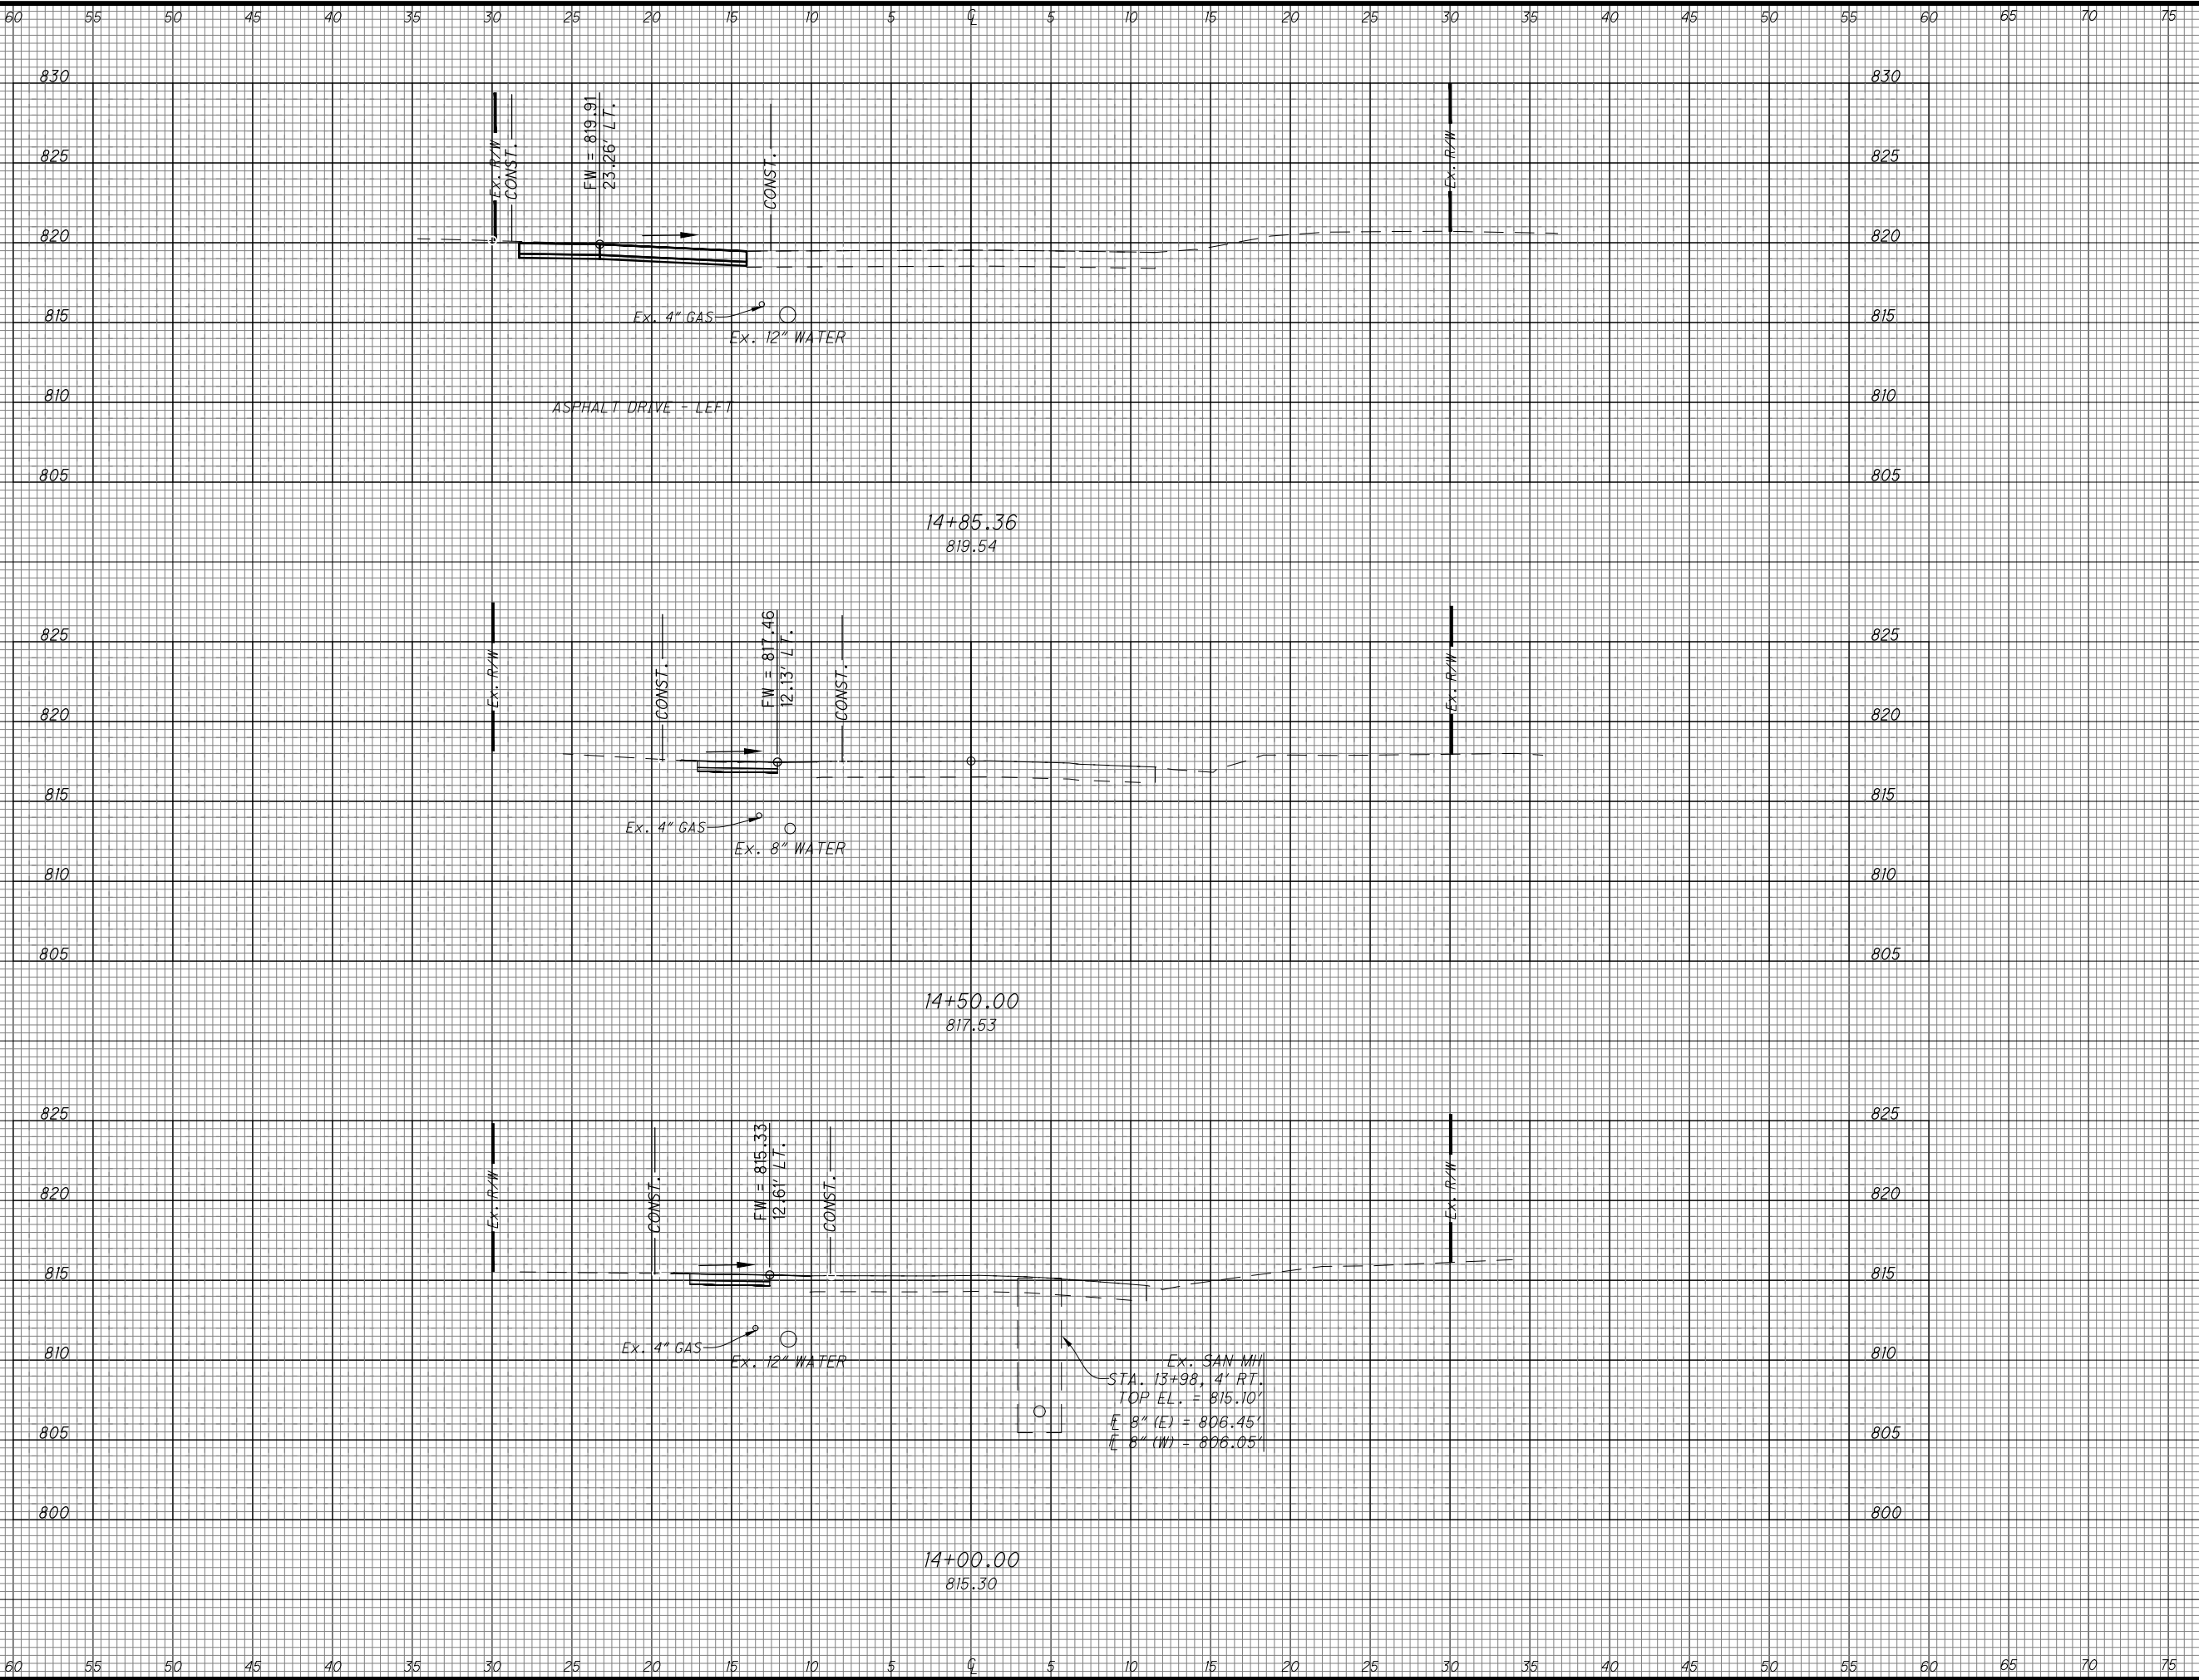 60 55 50 45 40 35 30 25 20 15 10 5 ℄ 5 10 15 20 25 30 35 40 45 50 55 60 65 70 75
830 830
Ex. R/W
CONST.
FW = 819.91
23.26' LT.
CONST.
Ex. R/W
825 825
820 820
815 815
Ex. 4" GAS
Ex. 12" WATER
810 810
ASPHALT DRIVE - LEFT
805 805
14+85.36
819.54
825 825
Ex. R/W
CONST.
FW = 817.46
12.13' LT.
CONST.
Ex. R/W
820 820
815 815
Ex. 4" GAS
Ex. 8" WATER
810 810
805 805
14+50.00
817.53
825 825
Ex. R/W
CONST.
FW = 815.33
12.61' LT.
CONST.
Ex. R/W
820 820
815 815
Ex. 4" GAS
Ex. 12" WATER
810 810
Ex. SAN MH
STA. 13+98, 4' RT.
TOP EL. = 815.10'
℄ 8" (E) = 806.45'
℄ 8" (W) = 806.05'
805 805
800 800
14+00.00
815.30
60 55 50 45 40 35 30 25 20 15 10 5 ℄ 5 10 15 20 25 30 35 40 45 50 55 60 65 70 75